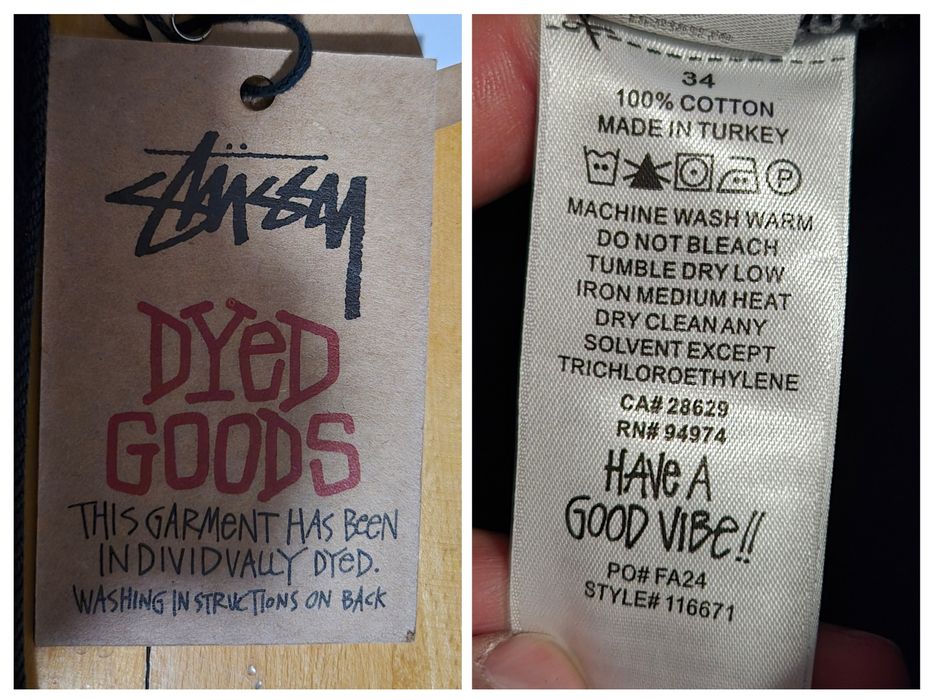 STÜSSY
DYED
GOODS
THIS GARMENT HAS BEEN
INDIVIDVALLY DYED.
WASHING INSTRUCTIONS ON BACK
34
100% COTTON
MADE IN TURKEY
P
MACHINE WASH WARM
DO NOT BLEACH
TUMBLE DRY LOW
IRON MEDIUM HEAT
DRY CLEAN ANY
SOLVENT EXCEPT
TRICHLOROETHYLENE
CA# 28629
RN# 94974
HAVE A
GOOD VIBE!!
PO# FA24
STYLE# 116671